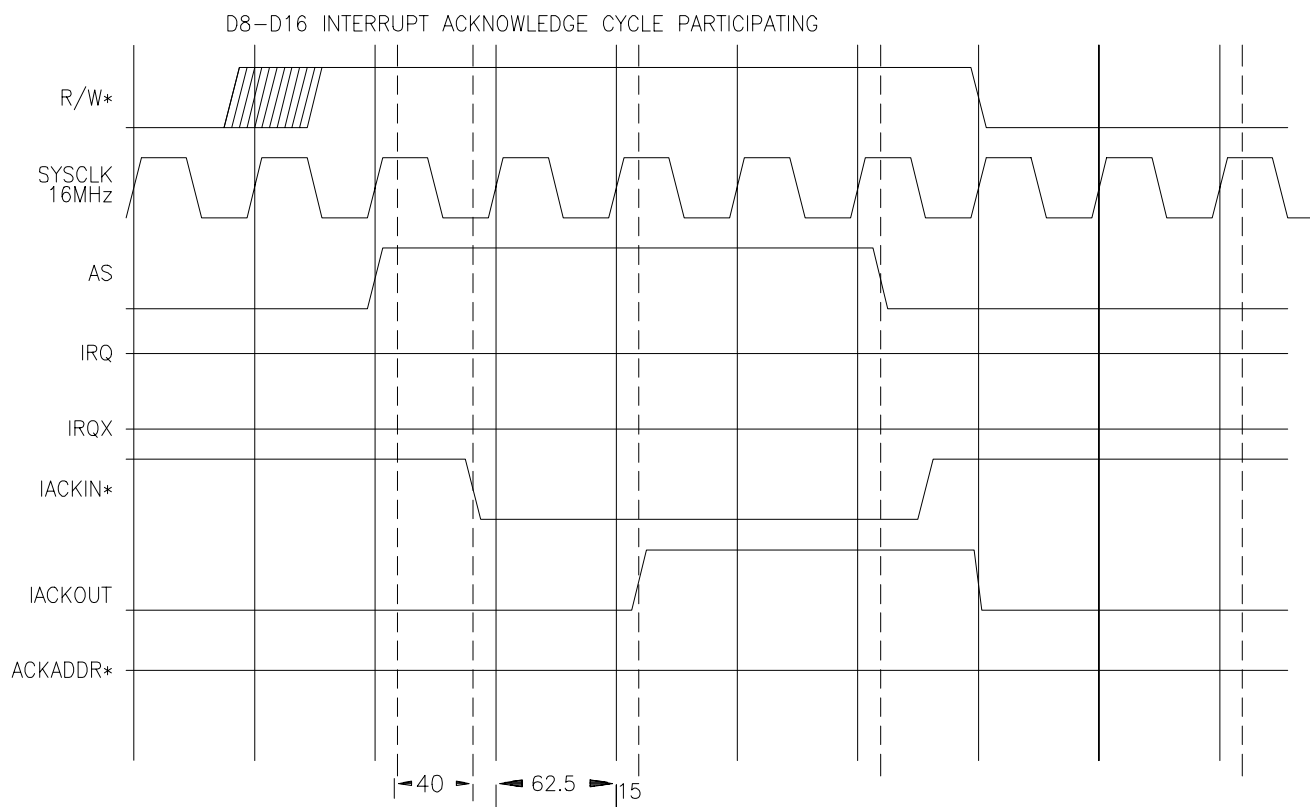 D8-D16 INTERRUPT ACKNOWLEDGE CYCLE PARTICIPATING
R/W*
SYSCLK
16MHz
AS
IRQ
IRQX
IACKIN*
IACKOUT
ACKADDR*
40
62.5
15